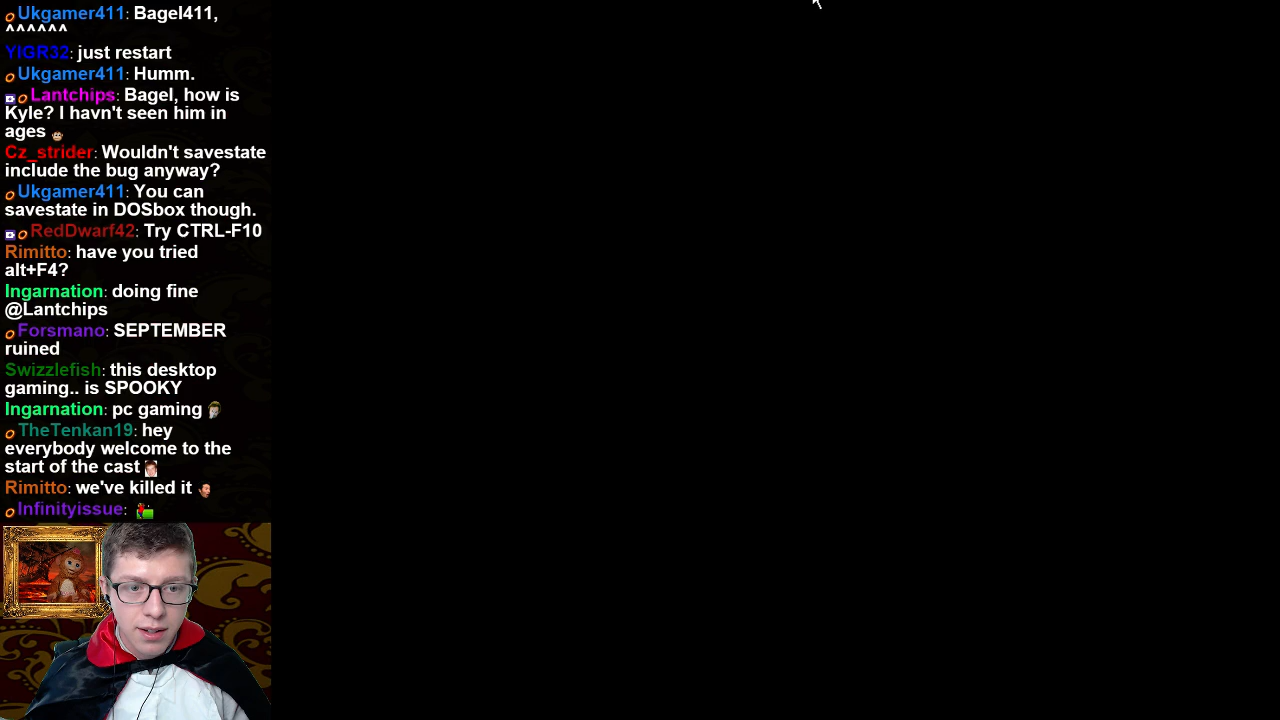 Ukgamer411: Bagel411,
^^^^^^
YIGR32: just restart
Ukgamer411: Humm.
Lantchips: Bagel, how is
Kyle? I havn't seen him in
ages
Cz_strider: Wouldn't savestate
include the bug anyway?
Ukgamer411: You can
savestate in DOSbox though.
RedDwarf42: Try CTRL-F10
Rimitto: have you tried
alt+F4?
Ingarnation: doing fine
@Lantchips
Forsmano: SEPTEMBER
ruined
Swizzlefish: this desktop
gaming.. is SPOOKY
Ingarnation: pc gaming
TheTenkan19: hey
everybody welcome to the
start of the cast
Rimitto: we've killed it
Infinityissue: